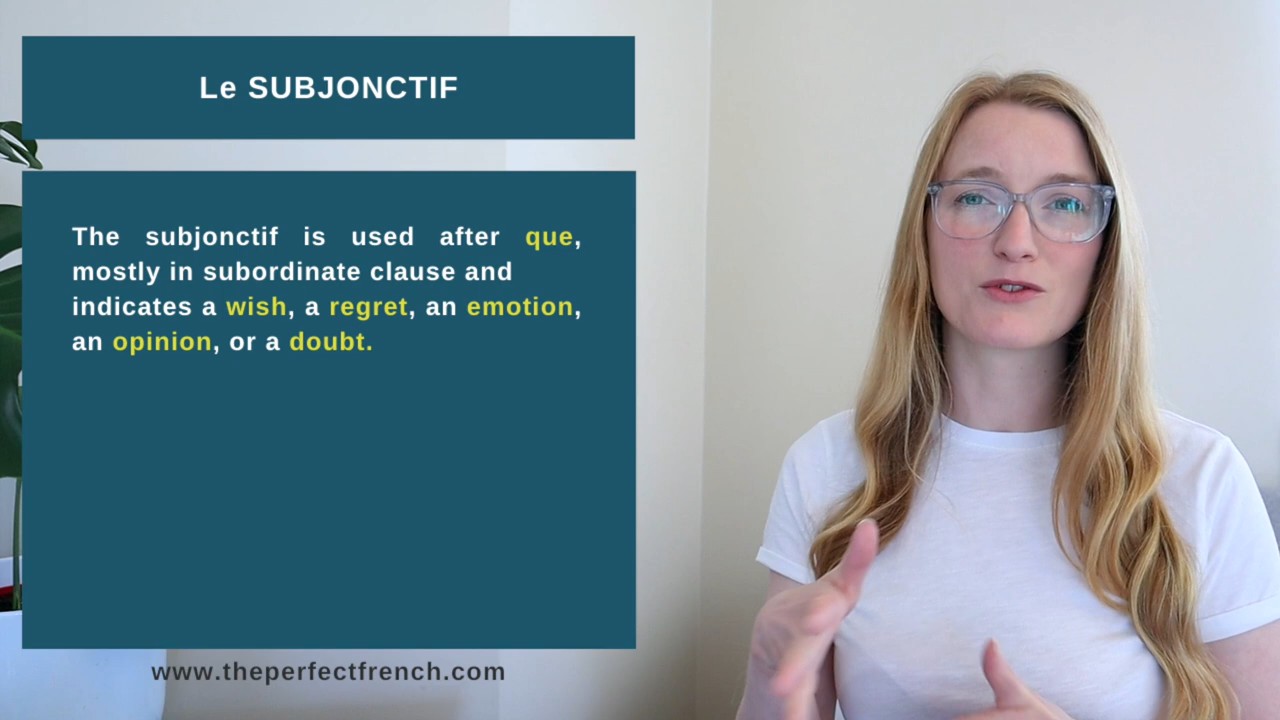 Le SUBJONCTIF
The subjonctif is used after que,
mostly in subordinate clause and
indicates a wish, a regret, an emotion,
an opinion, or a doubt.
www.theperfectfrench.com